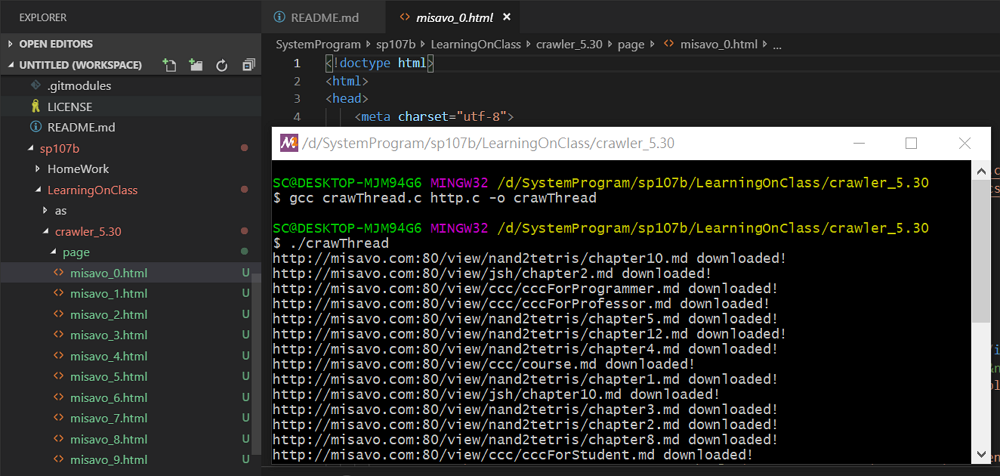 EXPLORER
OPEN EDITORS
UNTITLED (WORKSPACE)
.gitmodules
LICENSE
README.md
sp107b
HomeWork
LearningOnClass
as
crawler_5.30
page
misavo_0.html U
misavo_1.html U
misavo_2.html U
misavo_3.html U
misavo_4.html U
misavo_5.html U
misavo_6.html U
misavo_7.html U
misavo_8.html U
misavo_9.html U
README.md misavo_0.html
SystemProgram > sp107b > LearningOnClass > crawler_5.30 > page > misavo_0.html > ...
1 <!doctype html>
2 <html>
3 <head>
4 <meta charset="utf-8">
/d/SystemProgram/sp107b/LearningOnClass/crawler_5.30
SC@DESKTOP-MJM94G6 MINGW32 /d/SystemProgram/sp107b/LearningOnClass/crawler_5.30
$ gcc crawThread.c http.c -o crawThread
SC@DESKTOP-MJM94G6 MINGW32 /d/SystemProgram/sp107b/LearningOnClass/crawler_5.30
$ ./crawThread
http://misavo.com:80/view/nand2tetris/chapter10.md downloaded!
http://misavo.com:80/view/jsh/chapter2.md downloaded!
http://misavo.com:80/view/ccc/cccForProgrammer.md downloaded!
http://misavo.com:80/view/ccc/cccForProfessor.md downloaded!
http://misavo.com:80/view/nand2tetris/chapter5.md downloaded!
http://misavo.com:80/view/nand2tetris/chapter12.md downloaded!
http://misavo.com:80/view/nand2tetris/chapter4.md downloaded!
http://misavo.com:80/view/ccc/course.md downloaded!
http://misavo.com:80/view/nand2tetris/chapter1.md downloaded!
http://misavo.com:80/view/jsh/chapter10.md downloaded!
http://misavo.com:80/view/nand2tetris/chapter3.md downloaded!
http://misavo.com:80/view/nand2tetris/chapter2.md downloaded!
http://misavo.com:80/view/nand2tetris/chapter8.md downloaded!
http://misavo.com:80/view/ccc/cccForStudent.md downloaded!